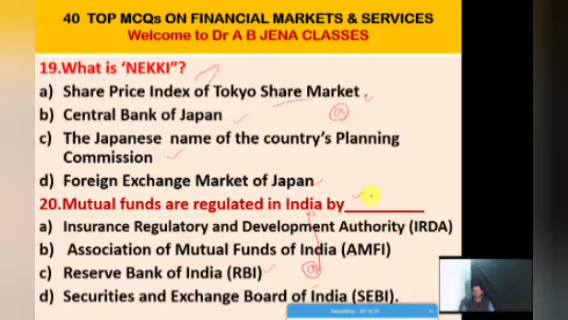 40 TOP MCQs ON FINANCIAL MARKETS & SERVICES
Welcome to Dr A B JENA CLASSES
19.What is ‘NEKKI”?
a) Share Price Index of Tokyo Share Market
b) Central Bank of Japan
c) The Japanese name of the country’s Planning
Commission
d) Foreign Exchange Market of Japan
20.Mutual funds are regulated in India by_________
a) Insurance Regulatory and Development Authority (IRDA)
b) Association of Mutual Funds of India (AMFI)
c) Reserve Bank of India (RBI)
d) Securities and Exchange Board of India (SEBI).